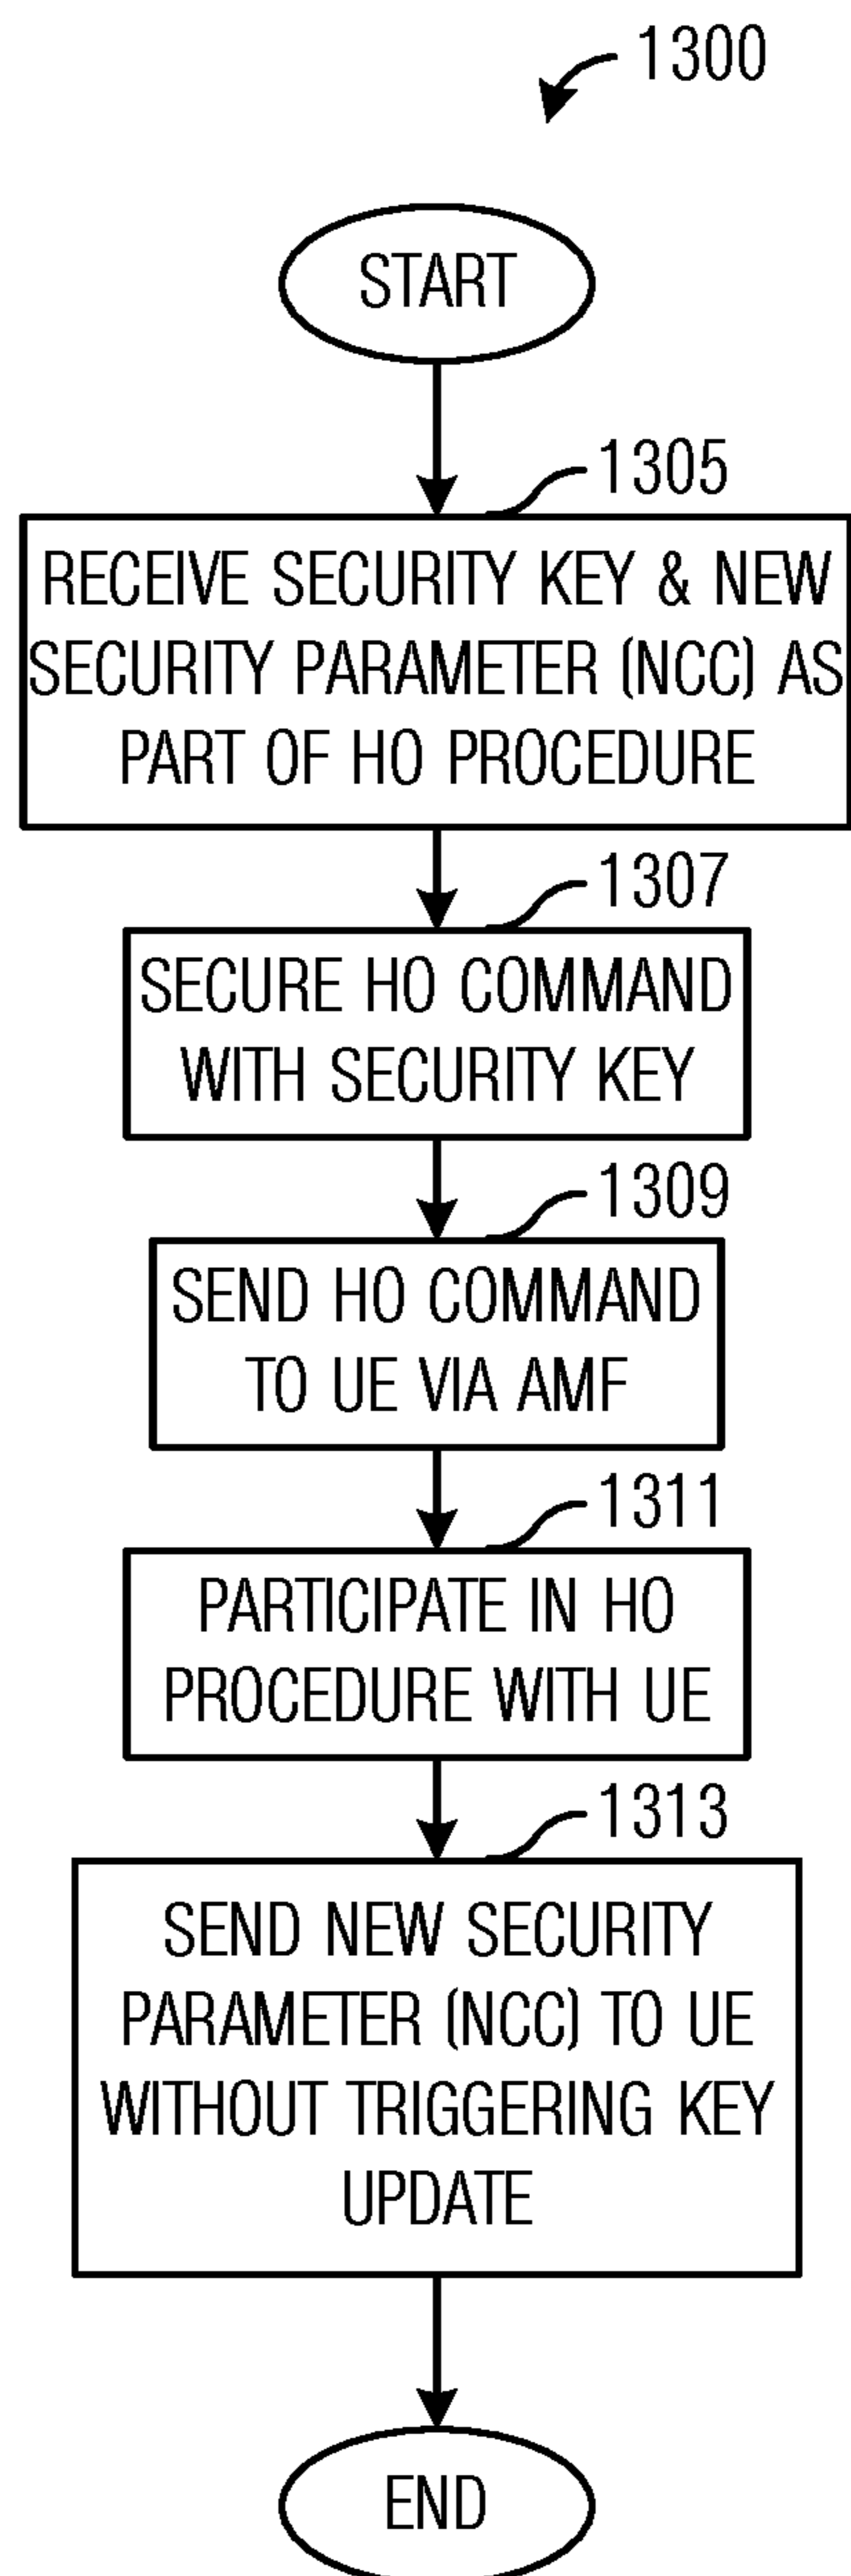 1300
START
1305
RECEIVE SECURITY KEY & NEW
SECURITY PARAMETER (NCC) AS
PART OF HO PROCEDURE
1307
SECURE HO COMMAND
WITH SECURITY KEY
1309
SEND HO COMMAND
TO UE VIA AMF
1311
PARTICIPATE IN HO
PROCEDURE WITH UE
1313
SEND NEW SECURITY
PARAMETER (NCC) TO UE
WITHOUT TRIGGERING KEY
UPDATE
END